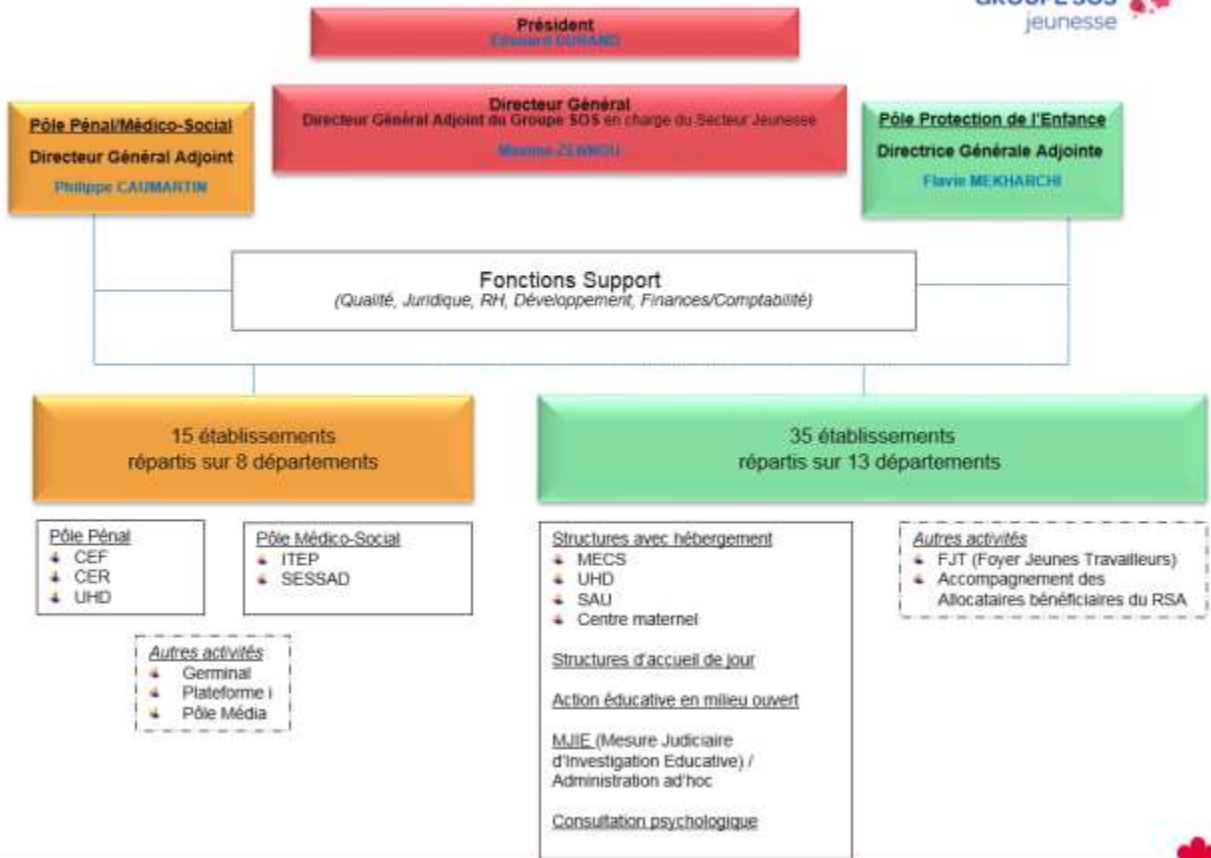 GROUPE SOS
jeunesse
Président
Edouard DURAND
Directeur Général
Directeur Général Adjoint du Groupe SOS en charge du Secteur Jeunesse
Maxime ZENNOU
Pôle Pénal/Médico-Social
Directeur Général Adjoint
Philippe CAUMARTIN
Pôle Protection de l'Enfance
Directrice Générale Adjointe
Flavie MEKHARCHI
Fonctions Support
(Qualité, Juridique, RH, Développement, Finances/Comptabilité)
15 établissements
répartis sur 8 départements
35 établissements
répartis sur 13 départements
Pôle Pénal
CEF
CER
UHD
Pôle Médico-Social
ITEP
SESSAD
Autres activités
Germinal
Plateforme i
Pôle Média
Structures avec hébergement
MECS
UHD
SAU
Centre maternel
Structures d'accueil de jour
Action éducative en milieu ouvert
MJIE (Mesure Judiciaire
d'Investigation Educative) /
Administration ad'hoc
Consultation psychologique
Autres activités
FJT (Foyer Jeunes Travailleurs)
Accompagnement des
Allocataires bénéficiaires du RSA